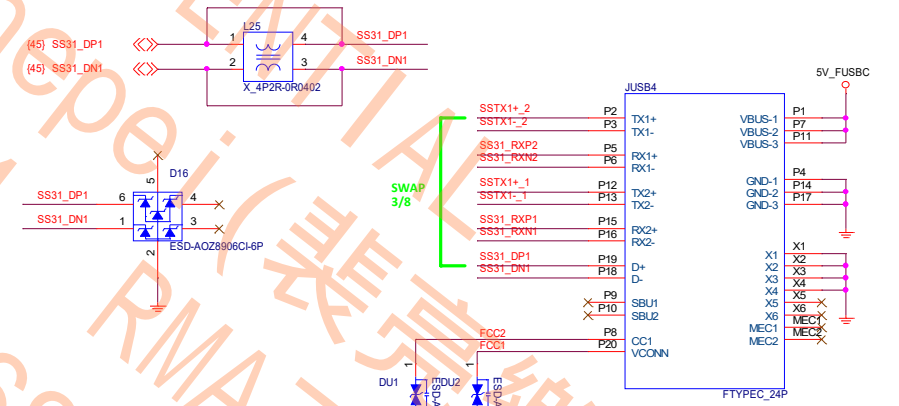 L25
{45} SS31_DP1
1
4
SS31_DP1
{45} SS31_DN1
2
3
SS31_DN1
X_4P2R-0R0402
D16
5
SS31_DP1
6
4
SS31_DN1
1
3
ESD-AOZ8906CI-6P
2
SWAP
3/8
JUSB4
5V_FUSBC
SSTX1+_2 P2 TX1+
SSTX1-_2 P3 TX1-
SS31_RXP2 P5 RX1+
SS31_RXN2 P6 RX1-
SSTX1+_1 P12 TX2+
SSTX1-_1 P13 TX2-
SS31_RXP1 P15 RX2+
SS31_RXN1 P16 RX2-
SS31_DP1 P19 D+
SS31_DN1 P18 D-
P9 SBU1
P10 SBU2
FCC2 P8 CC1
FCC1 P20 VCONN
VBUS-1 P1
VBUS-2 P7
VBUS-3 P11
GND-1 P4
GND-2 P14
GND-3 P17
X1 X1
X2 X2
X3 X3
X4 X4
X5 X5
X6 X6
MEC1 MEC1
MEC2 MEC2
FTYPEC_24P
1
DU1
1
DU2
RMA